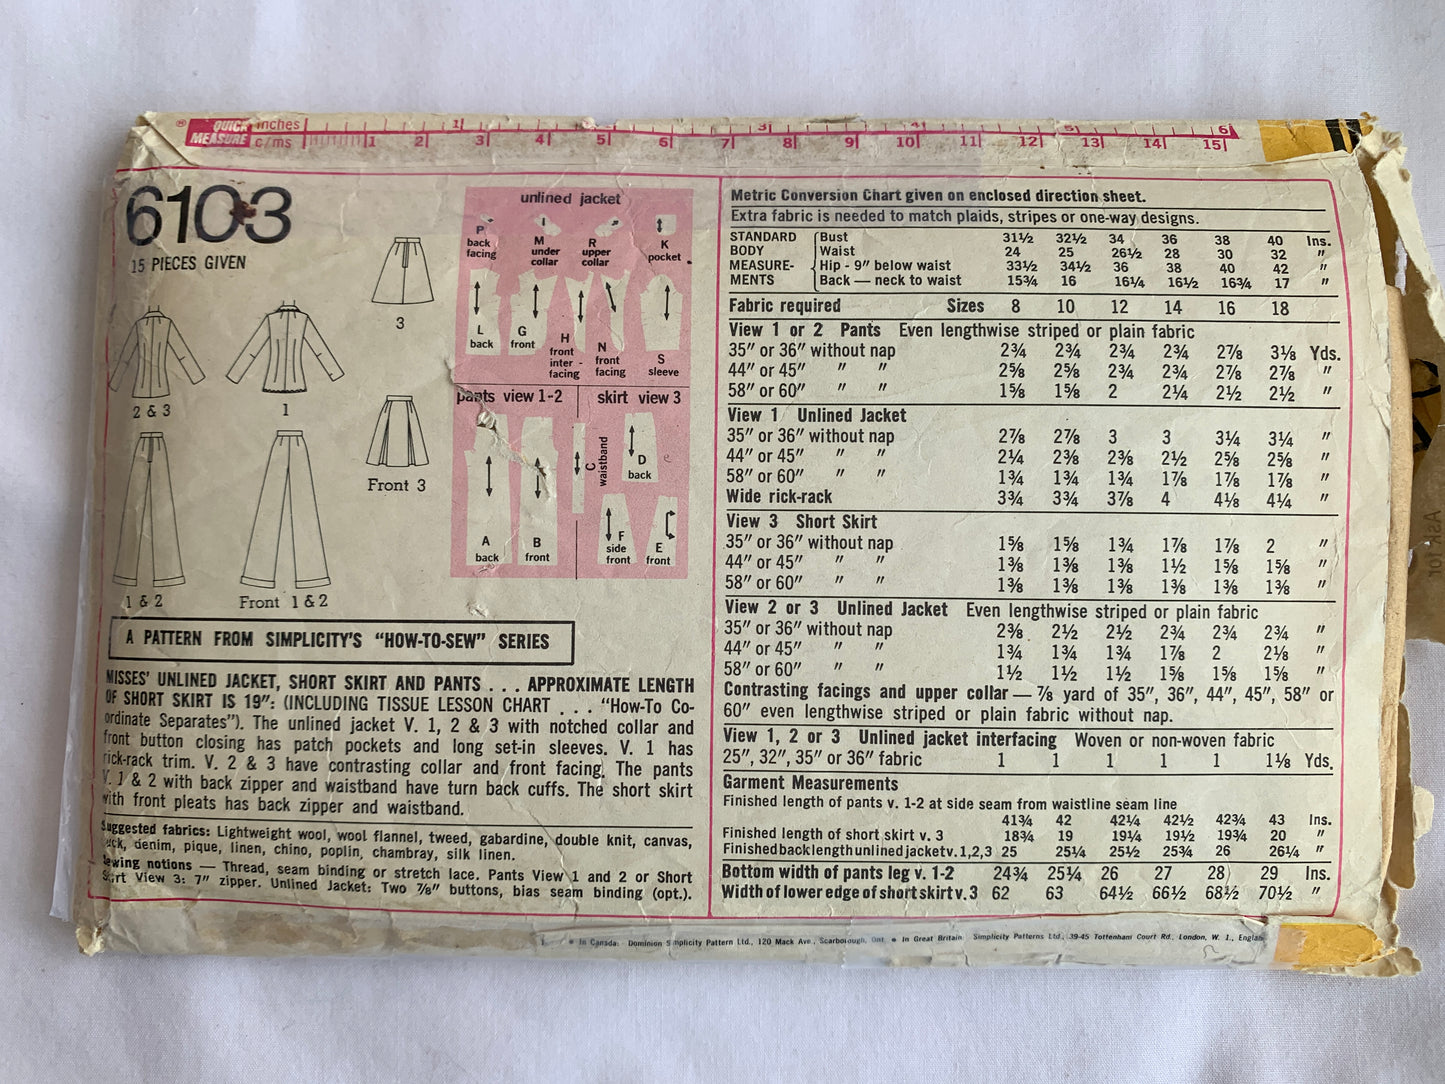 ® QUICK MEASURE inches 1 2 3 4 5 6
c/ms 1 2 3 4 5 6 7 8 9 10 11 12 13 14 15
6103
15 PIECES GIVEN
3
2 & 3
1
Front 3
1 & 2
Front 1 & 2
unlined jacket
P back facing
I
M under collar
R upper collar
K pocket
L back
G front
H front inter - facing
N front facing
S sleeve
pants view 1-2
skirt view 3
C waistband
D back
A back
B front
F side front
E front
A PATTERN FROM SIMPLICITY'S "HOW-TO-SEW" SERIES
MISSES' UNLINED JACKET, SHORT SKIRT AND PANTS . . . APPROXIMATE LENGTH
OF SHORT SKIRT IS 19": (INCLUDING TISSUE LESSON CHART . . . "How-To Co-
ordinate Separates"). The unlined jacket V. 1, 2 & 3 with notched collar and
front button closing has patch pockets and long set-in sleeves. V. 1 has
rick-rack trim. V. 2 & 3 have contrasting collar and front facing. The pants
V. 1 & 2 with back zipper and waistband have turn back cuffs. The short skirt
with front pleats has back zipper and waistband.
Suggested fabrics: Lightweight wool, wool flannel, tweed, gabardine, double knit, canvas,
denim, pique, linen, chino, poplin, chambray, silk linen.
Sewing notions — Thread, seam binding or stretch lace. Pants View 1 and 2 or Short
Skirt View 3: 7" zipper. Unlined Jacket: Two ⅞" buttons, bias seam binding (opt.).
Metric Conversion Chart given on enclosed direction sheet.
Extra fabric is needed to match plaids, stripes or one-way designs.
STANDARD Bust 31½ 32½ 34 36 38 40 Ins.
BODY Waist 24 25 26½ 28 30 32 "
MEASURE- Hip - 9" below waist 33½ 34½ 36 38 40 42 "
MENTS Back — neck to waist 15¾ 16 16¼ 16½ 16¾ 17 "
Fabric required Sizes 8 10 12 14 16 18
View 1 or 2 Pants Even lengthwise striped or plain fabric
35" or 36" without nap 2¾ 2¾ 2¾ 2¾ 2⅞ 3⅛ Yds.
44" or 45" " " 2⅝ 2⅝ 2¾ 2¾ 2⅞ 2⅞ "
58" or 60" " " 1⅝ 1⅝ 2 2¼ 2½ 2½ "
View 1 Unlined Jacket
35" or 36" without nap 2⅞ 2⅞ 3 3 3¼ 3¼ "
44" or 45" " " 2¼ 2⅜ 2⅜ 2½ 2⅝ 2⅝ "
58" or 60" " " 1¾ 1¾ 1¾ 1⅞ 1⅞ 1⅞ "
Wide rick-rack 3¾ 3¾ 3⅞ 4 4⅛ 4¼ "
View 3 Short Skirt
35" or 36" without nap 1⅝ 1⅝ 1¾ 1⅞ 1⅞ 2 "
44" or 45" " " 1⅜ 1⅜ 1⅜ 1½ 1⅝ 1⅝ "
58" or 60" " " 1⅜ 1⅜ 1⅜ 1⅜ 1⅜ 1⅜ "
View 2 or 3 Unlined Jacket Even lengthwise striped or plain fabric
35" or 36" without nap 2⅜ 2½ 2½ 2¾ 2¾ 2¾ "
44" or 45" " " 1¾ 1¾ 1¾ 1⅞ 2 2⅛ "
58" or 60" " " 1½ 1½ 1½ 1⅝ 1⅝ 1⅝ "
Contrasting facings and upper collar — ⅞ yard of 35", 36", 44", 45", 58" or
60" even lengthwise striped or plain fabric without nap.
View 1, 2 or 3 Unlined jacket interfacing Woven or non-woven fabric
25", 32", 35" or 36" fabric 1 1 1 1 1 1⅛ Yds.
Garment Measurements
Finished length of pants v. 1-2 at side seam from waistline seam line
41¾ 42 42¼ 42½ 42¾ 43 Ins.
Finished length of short skirt v. 3 18¾ 19 19¼ 19½ 19¾ 20 "
Finished back length unlined jacket v. 1, 2, 3 25 25¼ 25½ 25¾ 26 26¼ "
Bottom width of pants leg v. 1-2 24¾ 25¼ 26 27 28 29 Ins.
Width of lower edge of short skirt v. 3 62 63 64½ 66½ 68½ 70½ "
• In Canada: Dominion Simplicity Pattern Ltd., 120 Mack Ave., Scarborough, Ont • In Great Britain Simplicity Patterns Ltd., 39-45 Tottenham Court Rd., London, W. 1., Englan
Ask for